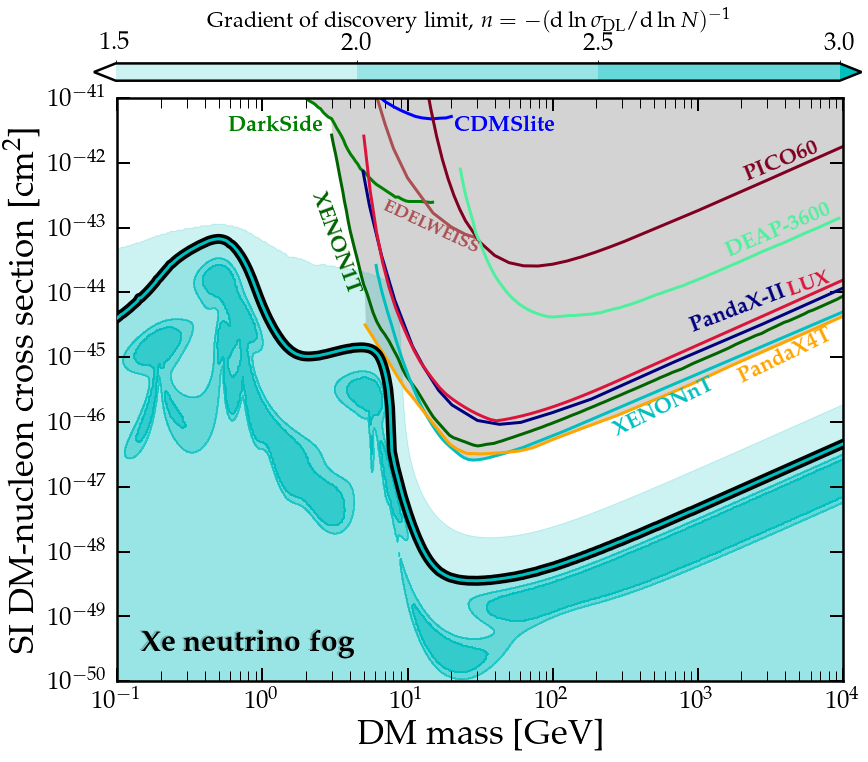 Gradient of discovery limit, n = −(d ln σ_DL/d ln N)^−1
1.5 2.0 2.5 3.0
SI DM-nucleon cross section [cm^2]
10^−41
10^−42
10^−43
10^−44
10^−45
10^−46
10^−47
10^−48
10^−49
10^−50
DarkSide
CDMSlite
PICO60
XENON1T
EDELWEISS
DEAP-3600
PandaX-II
LUX
PandaX4T
XENONnT
Xe neutrino fog
10^−1 10^0 10^1 10^2 10^3 10^4
DM mass [GeV]